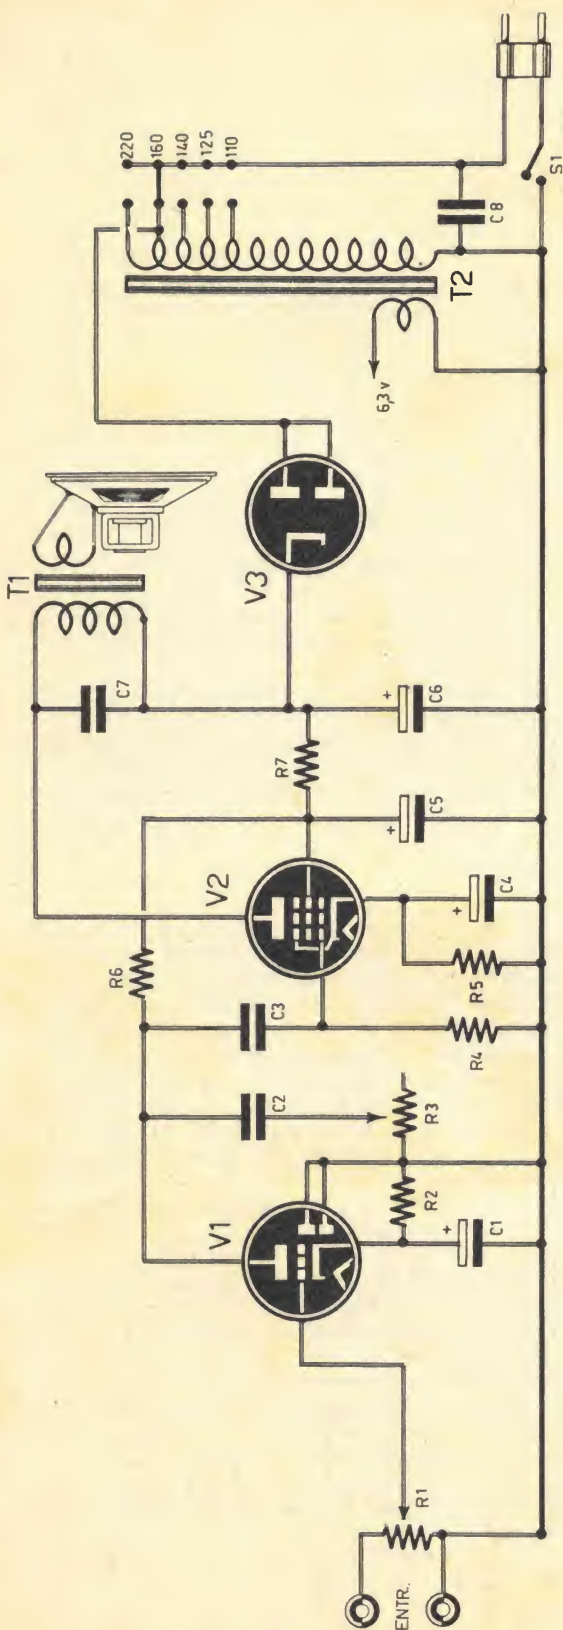 ENTR.
R1
V1
R2
C1
R3
C2
C3
R4
R5
R6
V2
C4
C5
R7
C6
C7
T1
V3
6,3 v
T2
220
160
140
125
110
C8
S1
+
+
+
+